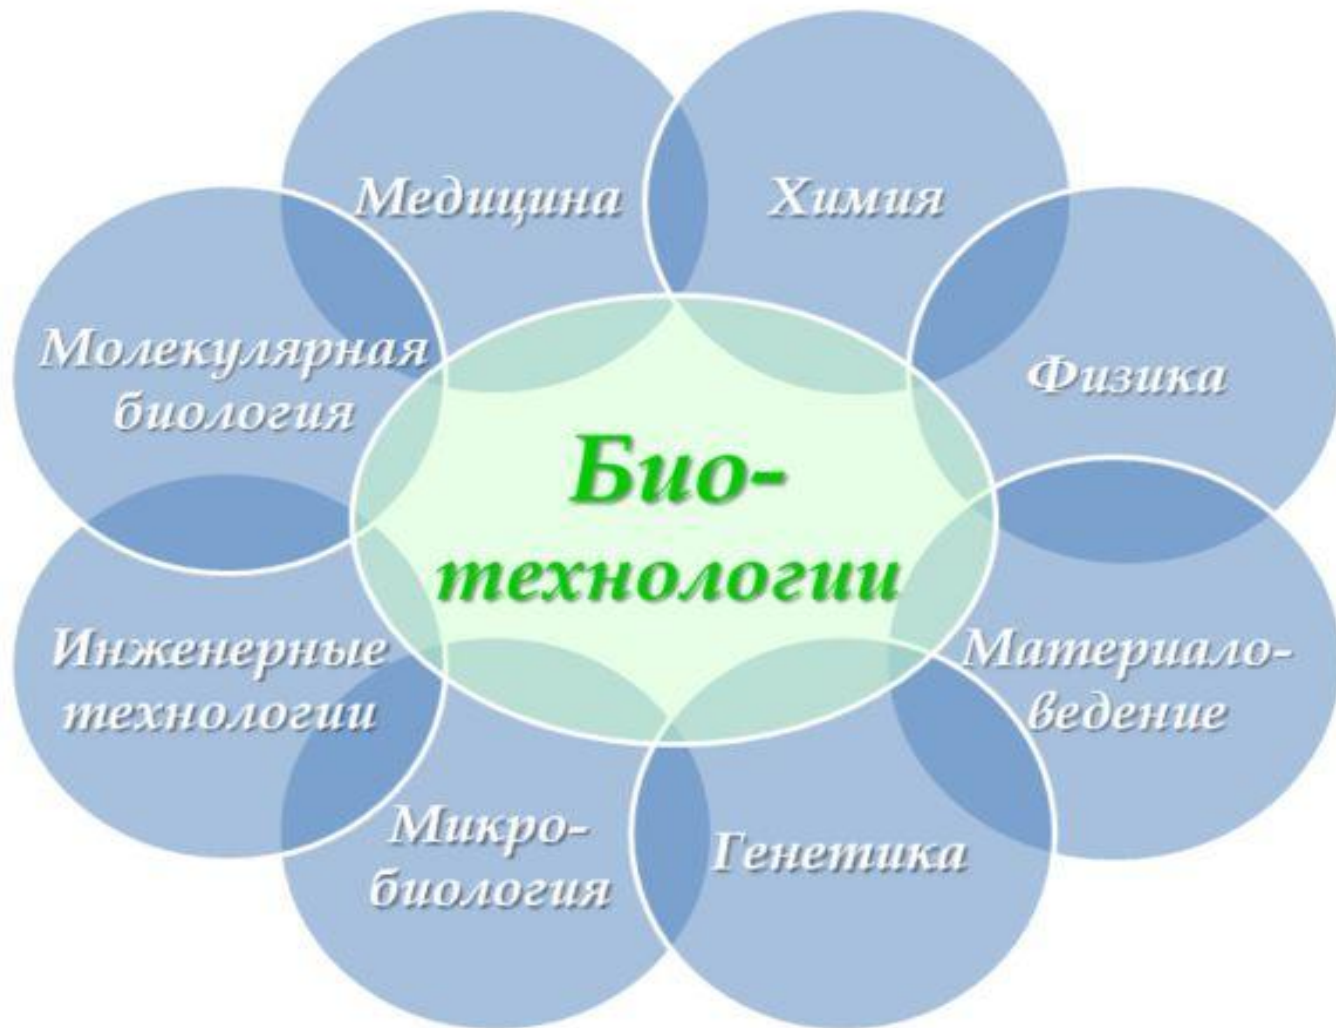 Медицина
Химия
Молекулярная
биология
Физика
Био-
технологии
Инженерные
технологии
Материало-
ведение
Микро-
биология
Генетика